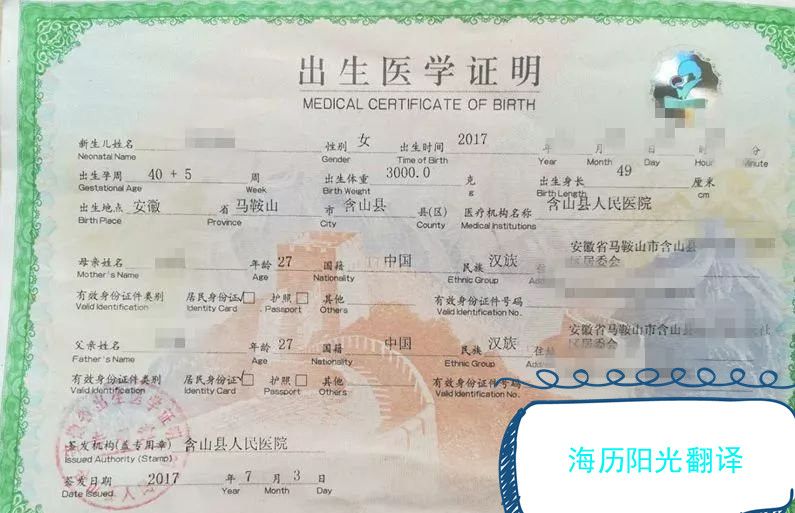 出生医学证明
MEDICAL CERTIFICATE OF BIRTH
新生儿姓名 性别 女 出生时间 2017 年 月 日 时 分
Neonatal Name Gender Time of Birth Year Month Day Hour Minute
出生孕周 40 + 5 周 出生体重 3000.0 克 出生身长 49 厘米
Gestational Age Week Birth Weight g Birth Length cm
出生地点 安徽 省 马鞍山 市 含山县 县(区) 医疗机构名称 含山县人民医院
Birth Place Province City County Medical Institutions
安徽省马鞍山市含山县
母亲姓名 年龄 27 国籍 中国 民族 汉族 居委会
Mother's Name Age Nationality Ethnic Group
有效身份证件类别 居民身份证 护照 其他 有效身份证件号码
Valid Identification Identity Card Passport Others Valid Identification No.
安徽省马鞍山市含山县
父亲姓名 年龄 27 国籍 中国 民族 汉族 住址 居委会
Father's Name Age Nationality Ethnic Group
有效身份证件类别 居民身份证 护照 其他 有效身份证件号码
Valid Identification Identity Card Passport Others Valid Identification No.
签发机构(盖专用章) 含山县人民医院
Issued Authority (Stamp)
签发日期 2017 年 7 月 3 日
Date Issued Year Month Day
海历阳光翻译